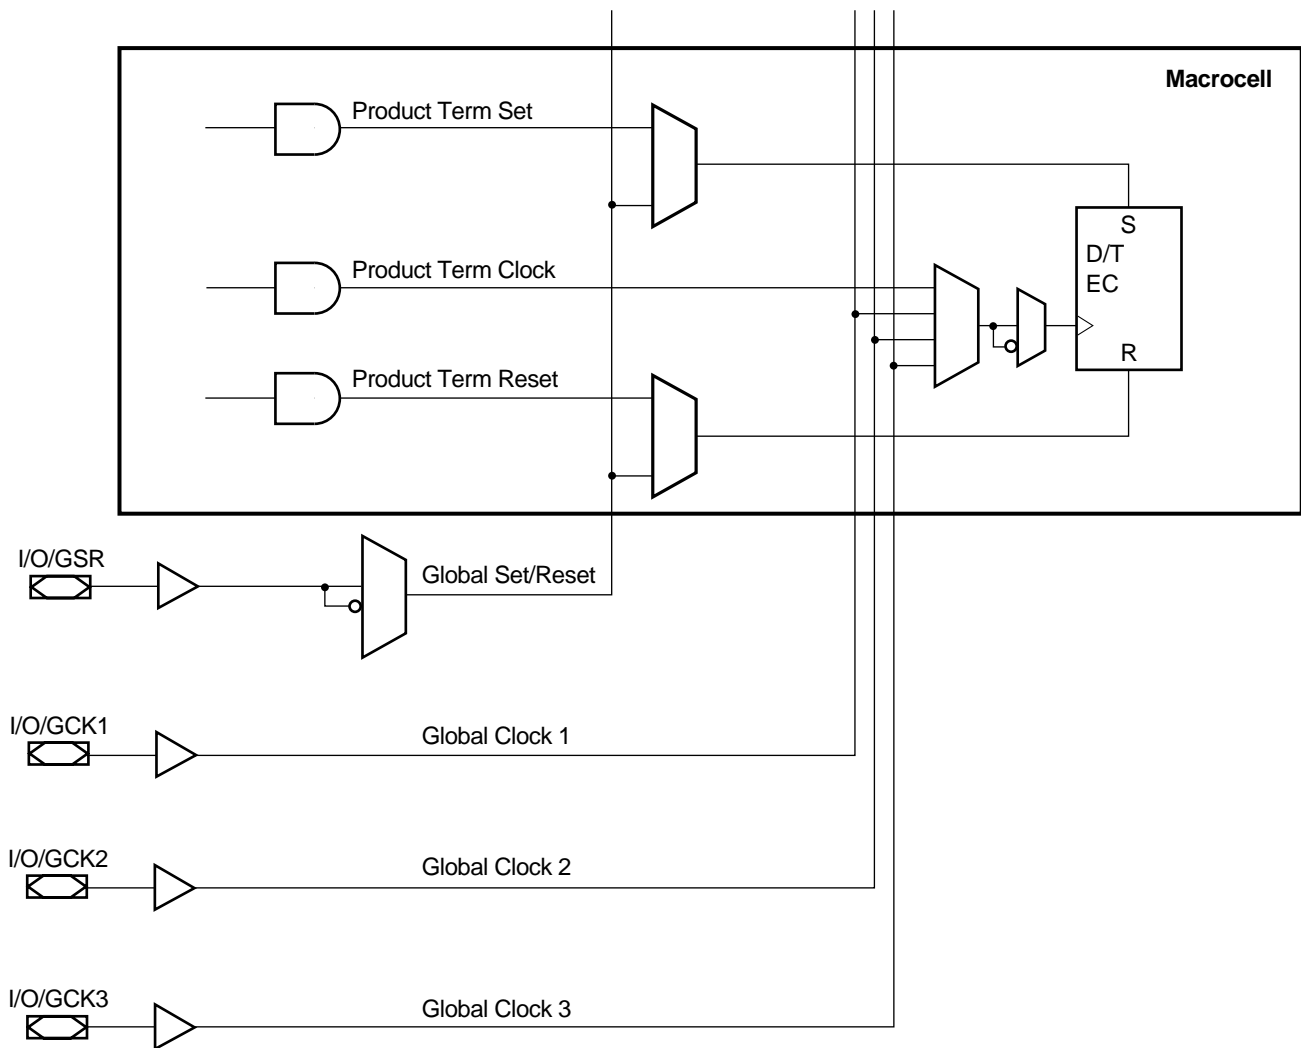 Macrocell
Product Term Set
S
D/T
Product Term Clock
EC
R
Product Term Reset
I/O/GSR
Global Set/Reset
I/O/GCK1
Global Clock 1
I/O/GCK2
Global Clock 2
I/O/GCK3
Global Clock 3